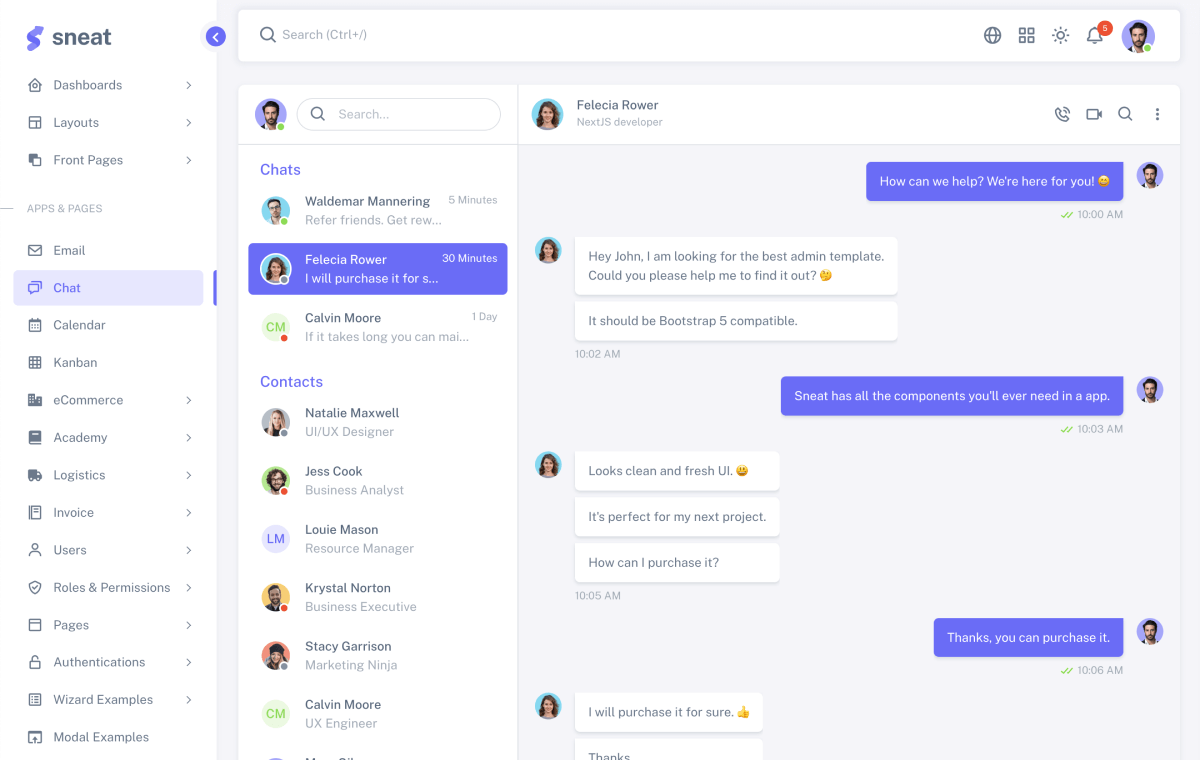 sneat
Dashboards
Layouts
Front Pages
APPS & PAGES
Email
Chat
Calendar
Kanban
eCommerce
Academy
Logistics
Invoice
Users
Roles & Permissions
Pages
Authentications
Wizard Examples
Modal Examples
Search (Ctrl+/)
5
Search...
Chats
Waldemar Mannering
5 Minutes
Refer friends. Get rew...
Felecia Rower
30 Minutes
I will purchase it for s...
CM
Calvin Moore
1 Day
If it takes long you can mai...
Contacts
Natalie Maxwell
UI/UX Designer
Jess Cook
Business Analyst
LM
Louie Mason
Resource Manager
Krystal Norton
Business Executive
Stacy Garrison
Marketing Ninja
CM
Calvin Moore
UX Engineer
Felecia Rower
NextJS developer
How can we help? We're here for you! 😄
10:00 AM
Hey John, I am looking for the best admin template.
Could you please help me to find it out? 🤔
It should be Bootstrap 5 compatible.
10:02 AM
Sneat has all the components you'll ever need in a app.
10:03 AM
Looks clean and fresh UI. 😃
It's perfect for my next project.
How can I purchase it?
10:05 AM
Thanks, you can purchase it.
10:06 AM
I will purchase it for sure. 👍
Thanks